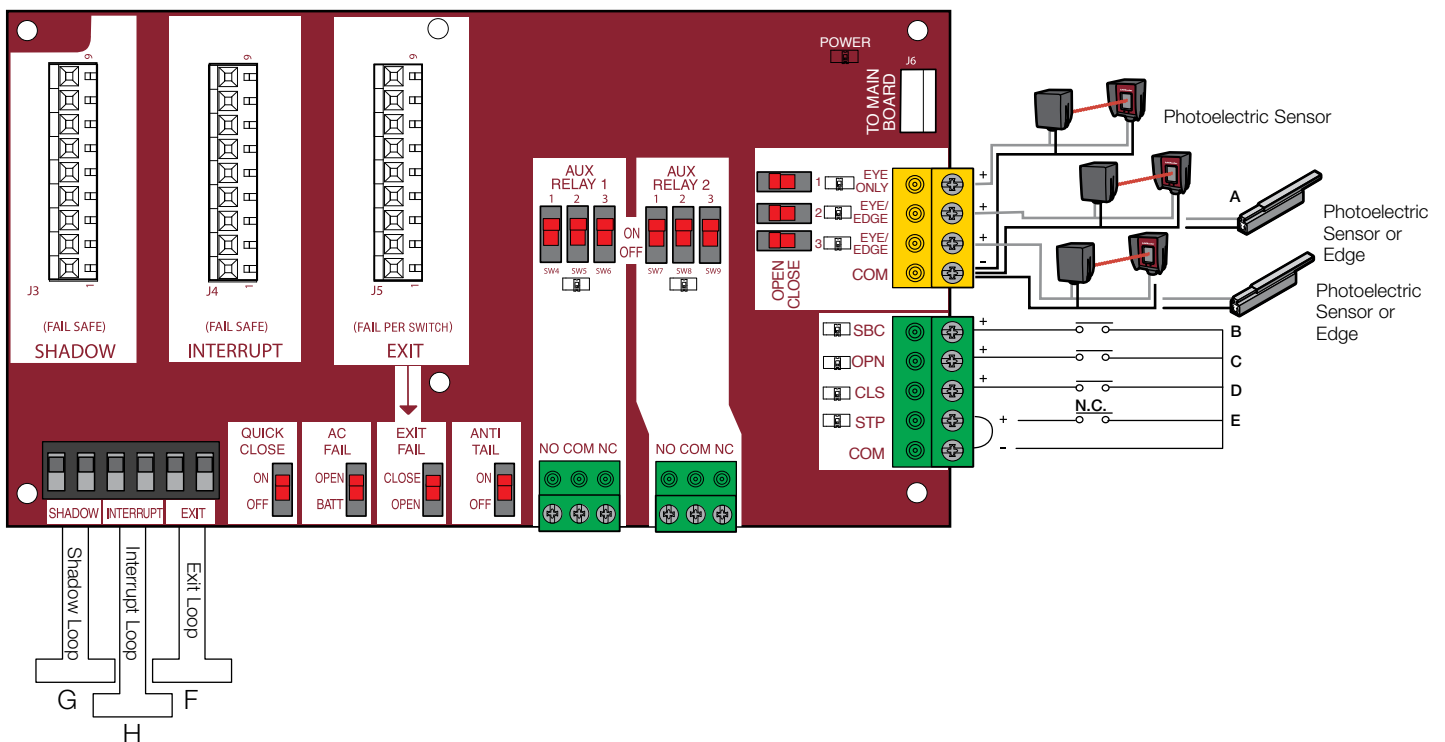 9
J3
1
(FAIL SAFE)
SHADOW
9
J4
1
(FAIL SAFE)
INTERRUPT
9
J5
1
(FAIL PER SWITCH)
EXIT
POWER
J6
TO MAIN
BOARD
AUX
RELAY 1
1 2 3
SW4 SW5 SW6
ON
OFF
AUX
RELAY 2
1 2 3
SW7 SW8 SW9
1 EYE
ONLY
2 EYE/
EDGE
3 EYE/
EDGE
COM
OPEN
CLOSE
+
+
+
-
Photoelectric Sensor
A
Photoelectric
Sensor or
Edge
Photoelectric
Sensor or
Edge
SBC + B
OPN + C
CLS + D
N.C.
STP + E
COM -
QUICK
CLOSE
ON
OFF
AC
FAIL
OPEN
BATT
EXIT
FAIL
CLOSE
OPEN
ANTI
TAIL
ON
OFF
NO COM NC
NO COM NC
SHADOW INTERRUPT EXIT
Shadow Loop
Interrupt Loop
Exit Loop
G
H
F